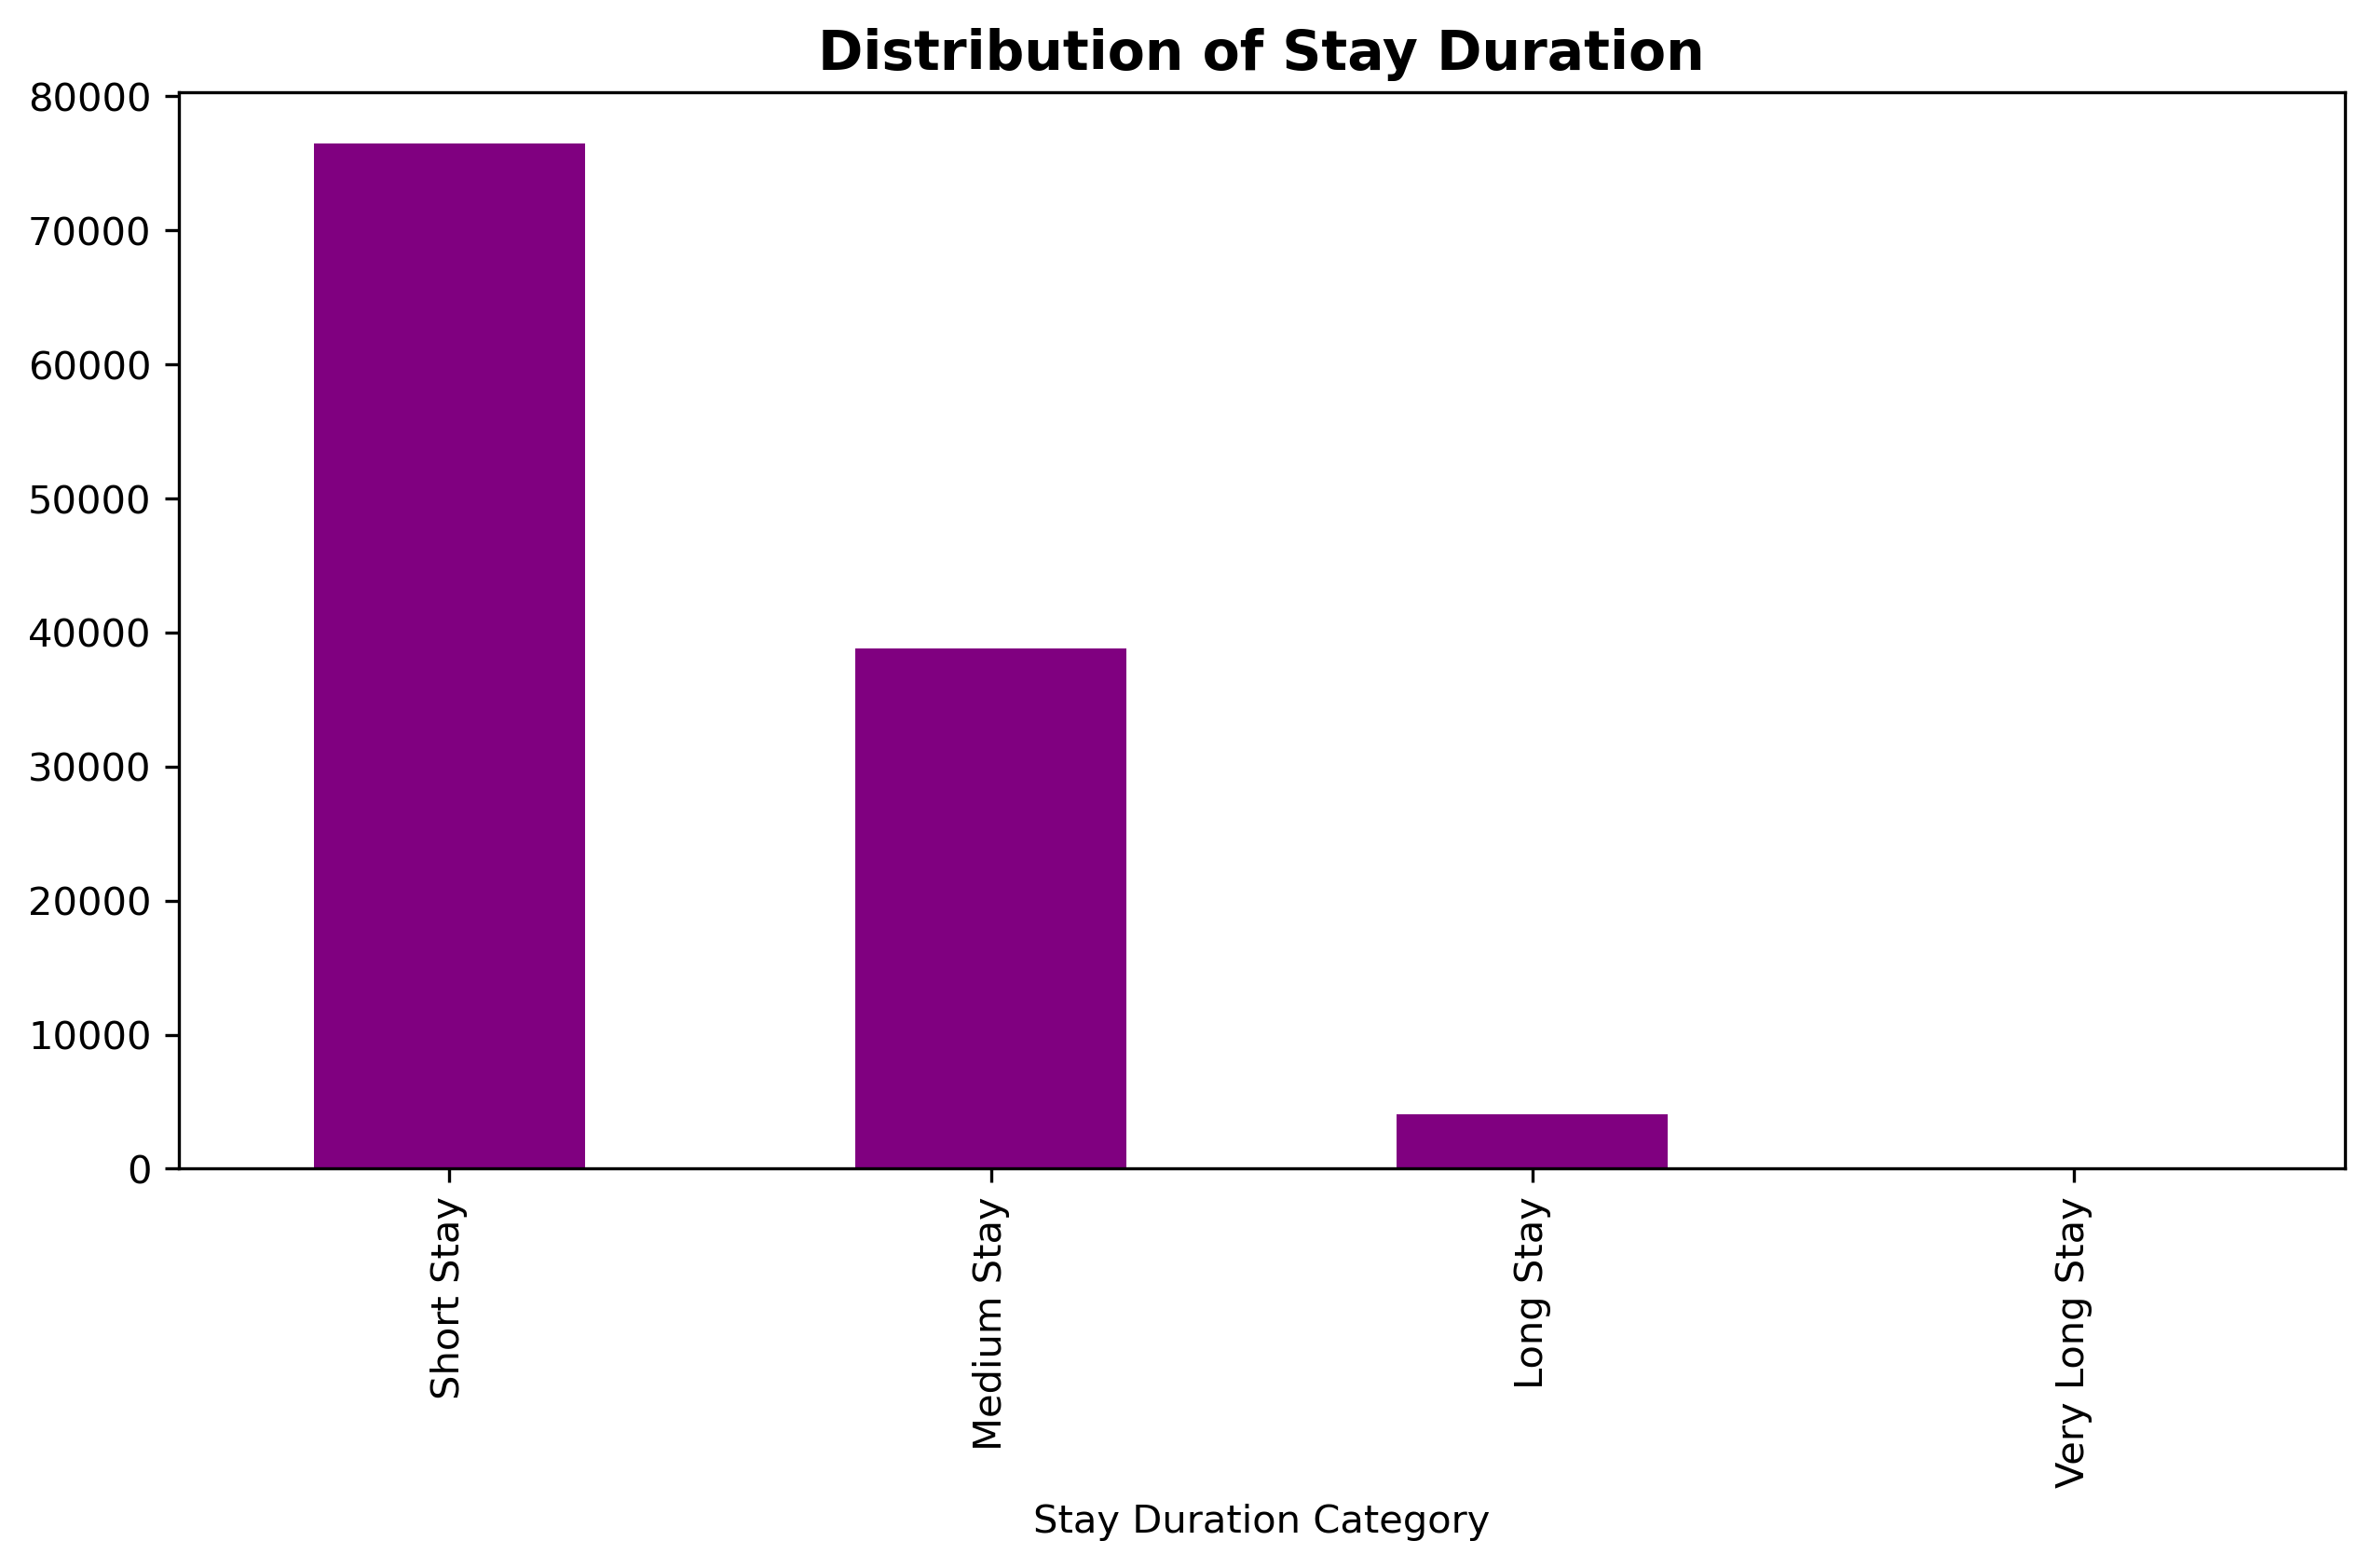 Distribution of Stay Duration
80000
70000
60000
50000
40000
30000
20000
10000
0
Short Stay
Medium Stay
Long Stay
Very Long Stay
Stay Duration Category